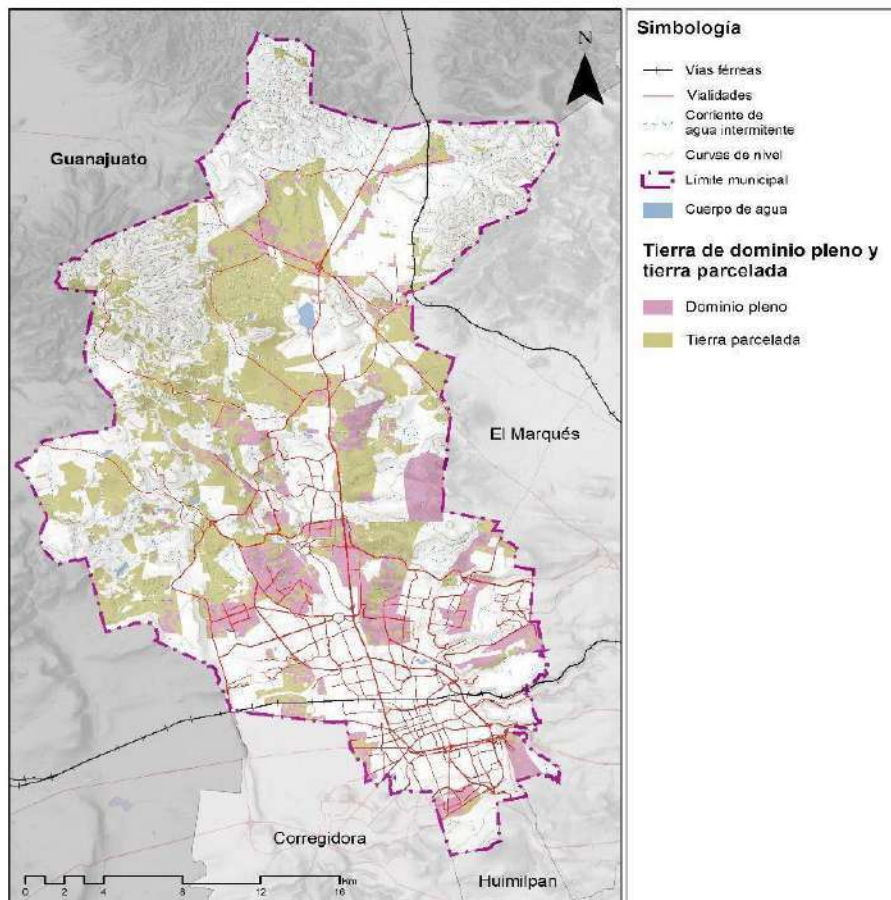 N
Guanajuato
El Marqués
Corregidora
Huimilpan
0 2 4 8 12 16 Km
Simbología
Vías férreas
Vialidades
Corriente de
agua intermitente
Curvas de nivel
Límite municipal
Cuerpo de agua
Tierra de dominio pleno y
tierra parcelada
Dominio pleno
Tierra parcelada